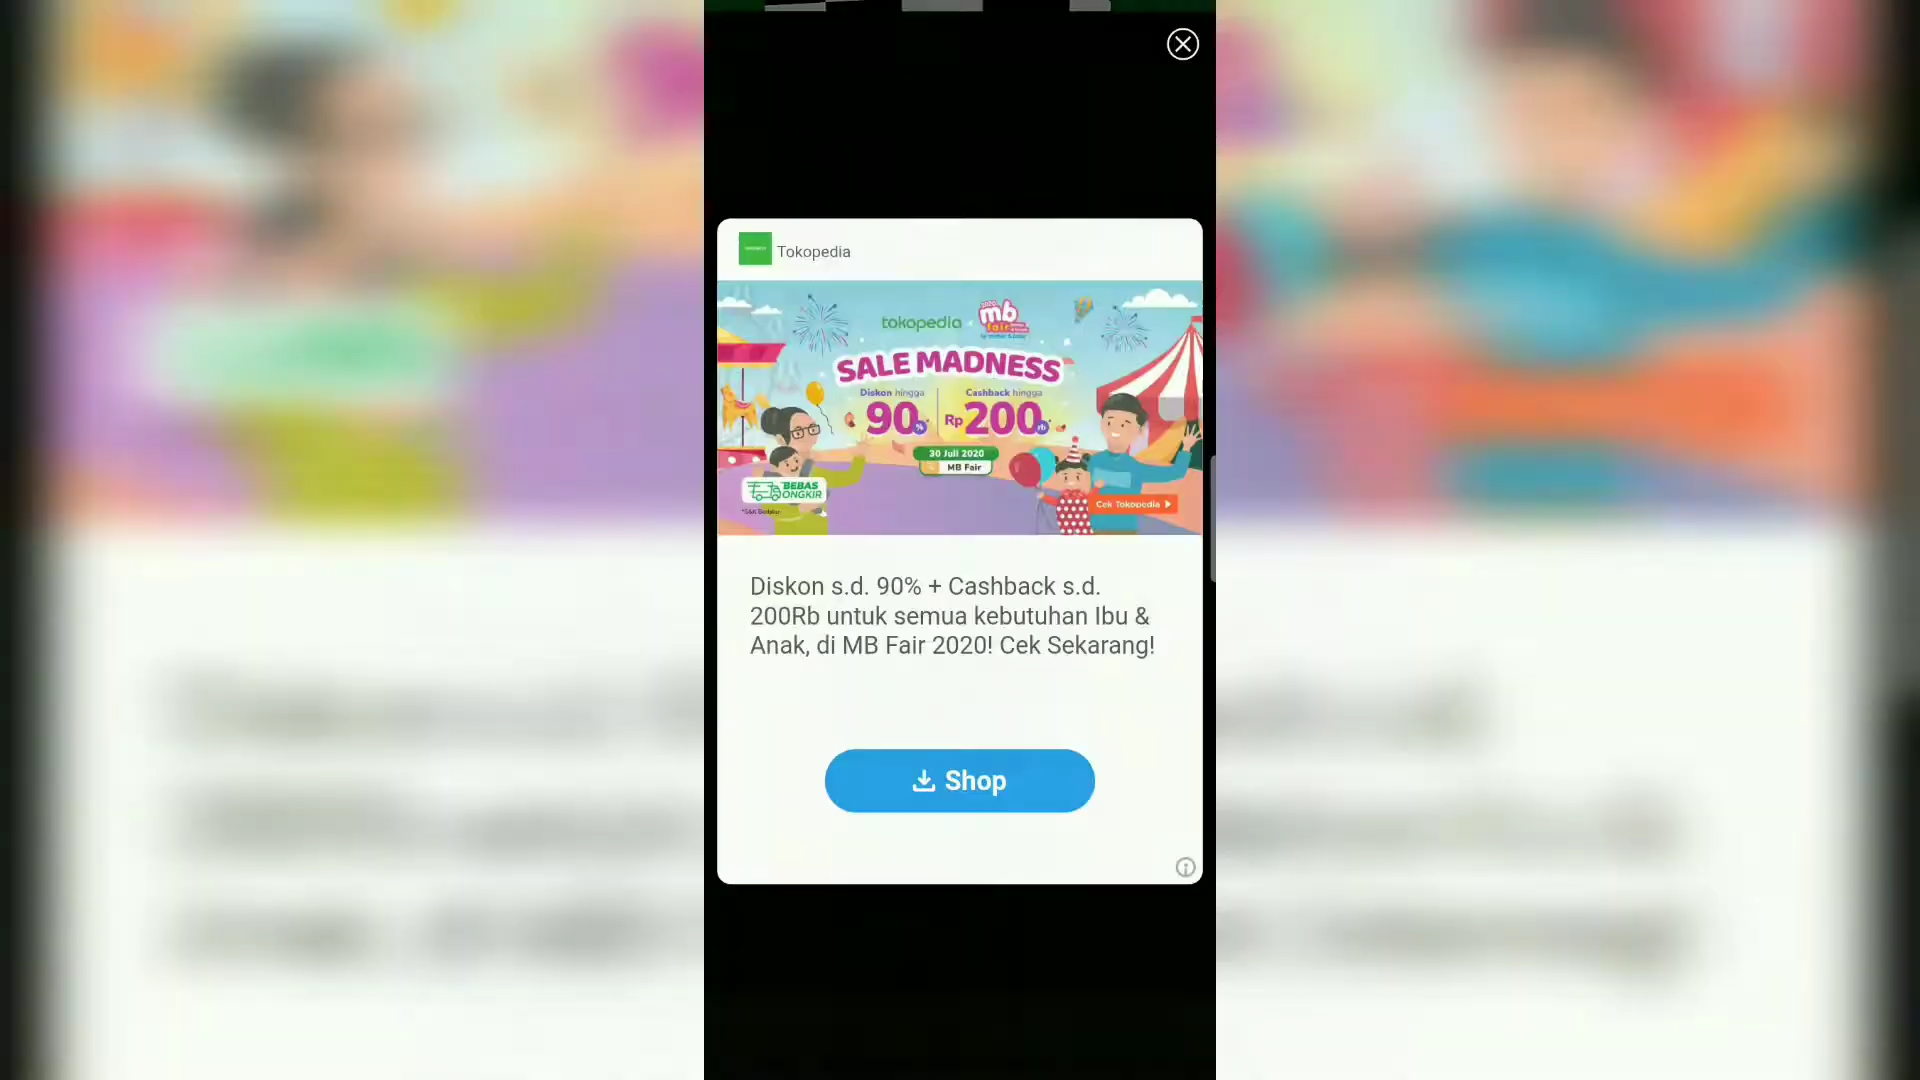 Tokopedia
tokopedia x 2020 mb fair
SALE MADNESS
Diskon hingga
90%*
Cashback hingga
Rp200rb*
30 Juli 2020
MB Fair
BEBAS
ONGKIR
Cek Tokopedia
Diskon s.d. 90% + Cashback s.d.
200Rb untuk semua kebutuhan Ibu &
Anak, di MB Fair 2020! Cek Sekarang!
Shop